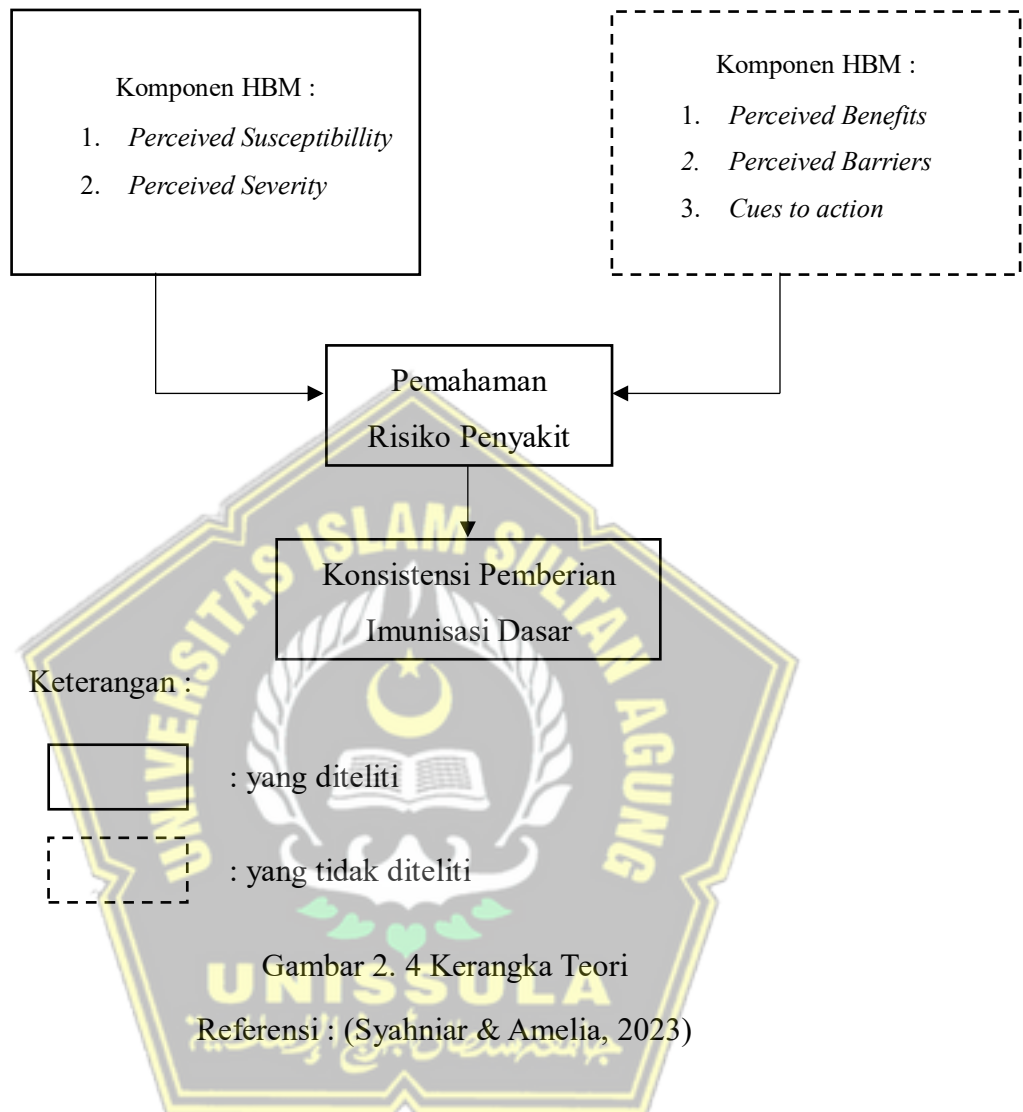 Komponen HBM :
1. Perceived Susceptibillity
2. Perceived Severity
Komponen HBM :
1. Perceived Benefits
2. Perceived Barriers
3. Cues to action
Pemahaman
Risiko Penyakit
Konsistensi Pemberian
Imunisasi Dasar
Keterangan :
: yang diteliti
: yang tidak diteliti
Gambar 2. 4 Kerangka Teori
Referensi : (Syahniar & Amelia, 2023)
UNIVERSITAS ISLAM SULTAN AGUNG
UNISSULA